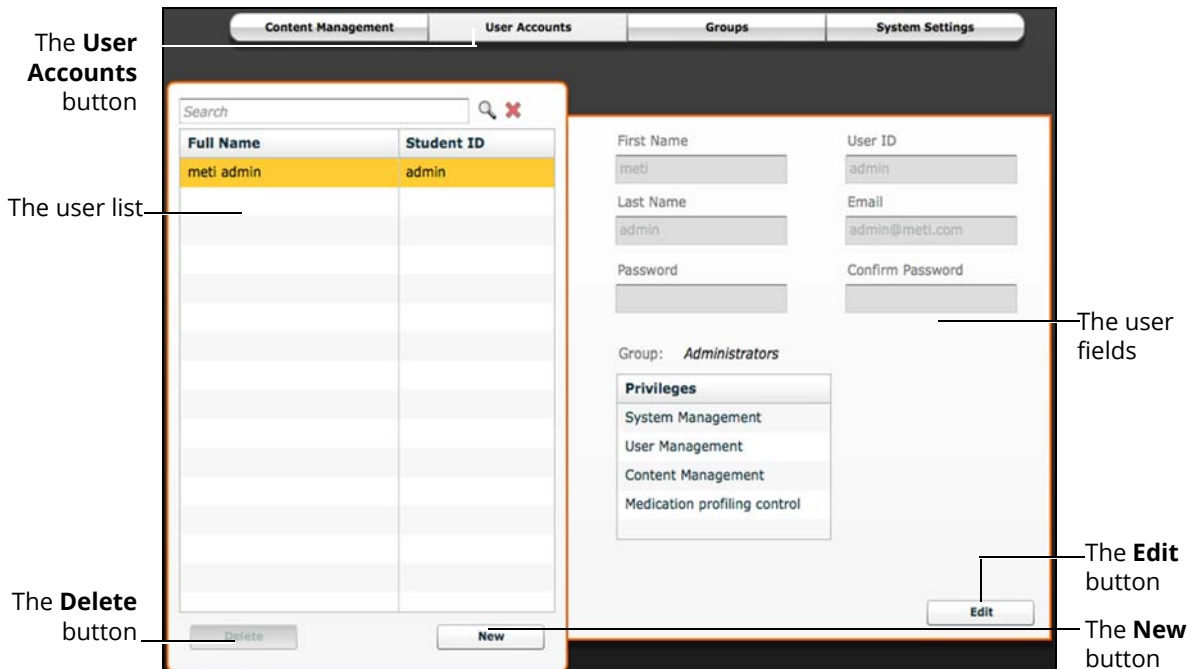 Content Management
User Accounts
Groups
System Settings
The User
Accounts
button
Search
Full Name
Student ID
meti admin
admin
The user list
First Name
User ID
meti
admin
Last Name
Email
admin
admin@meti.com
Password
Confirm Password
The user
fields
Group: Administrators
Privileges
System Management
User Management
Content Management
Medication profiling control
The Edit
button
Edit
The Delete
button
Delete
New
The New
button